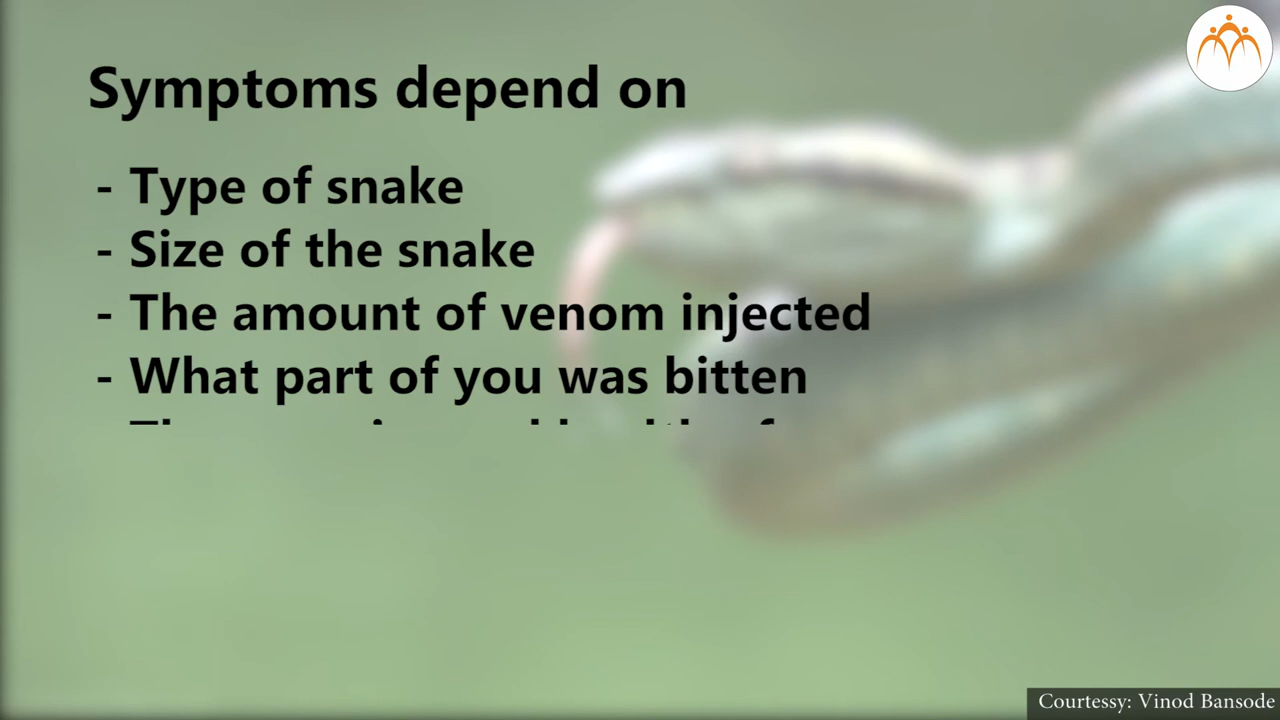 Symptoms depend on
- Type of snake
- Size of the snake
- The amount of venom injected
- What part of you was bitten
Courtessy: Vinod Bansode